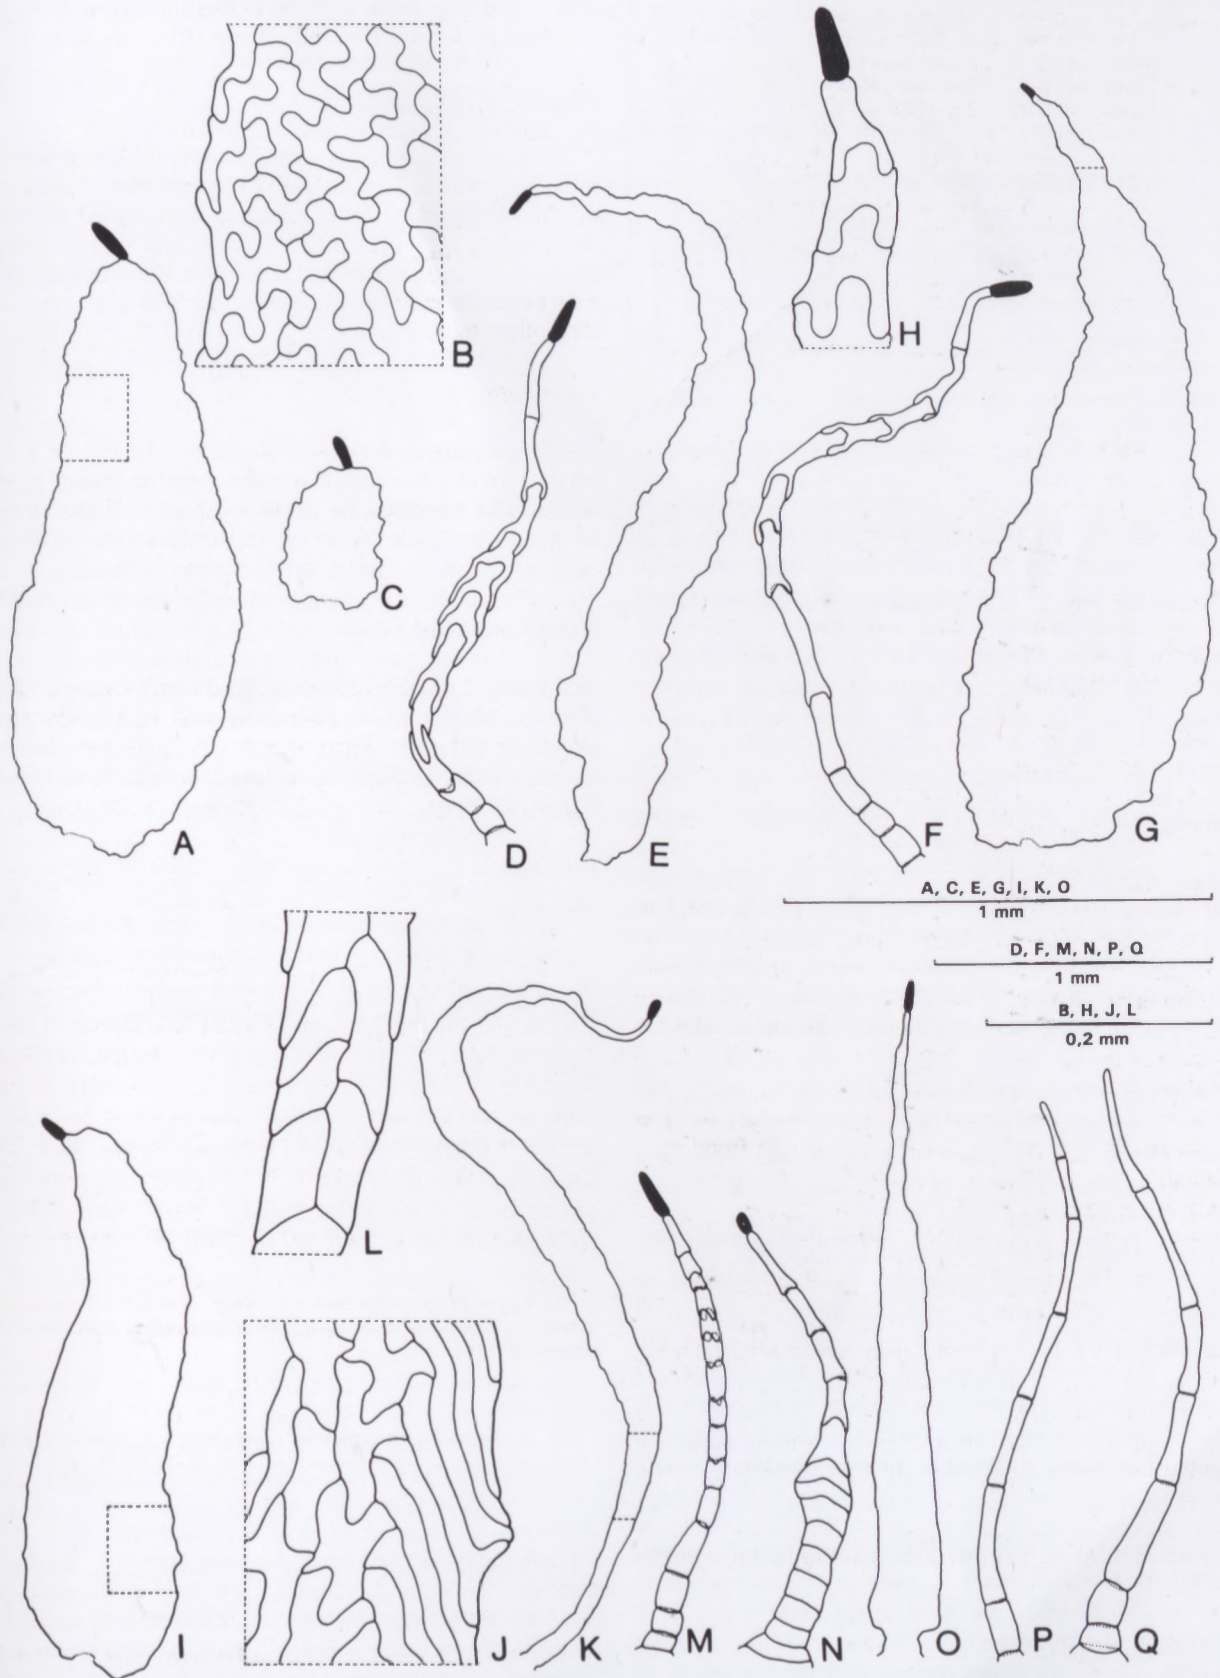 B
H
A
C
D
E
F
G
A, C, E, G, I, K, O
1 mm
D, F, M, N, P, Q
1 mm
B, H, J, L
0,2 mm
L
I
J
K
M
N
O
P
Q